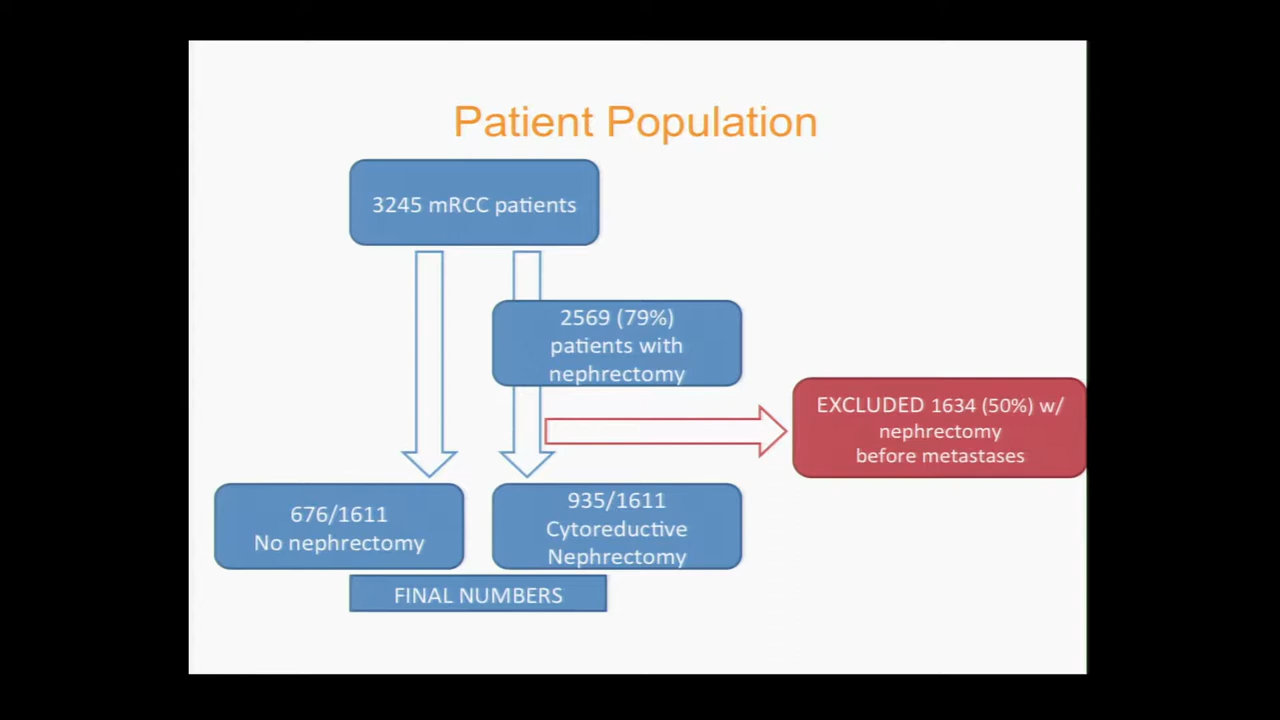 Patient Population
3245 mRCC patients
2569 (79%)
patients with
nephrectomy
EXCLUDED 1634 (50%) w/
nephrectomy
before metastases
676/1611
No nephrectomy
935/1611
Cytoreductive
Nephrectomy
FINAL NUMBERS